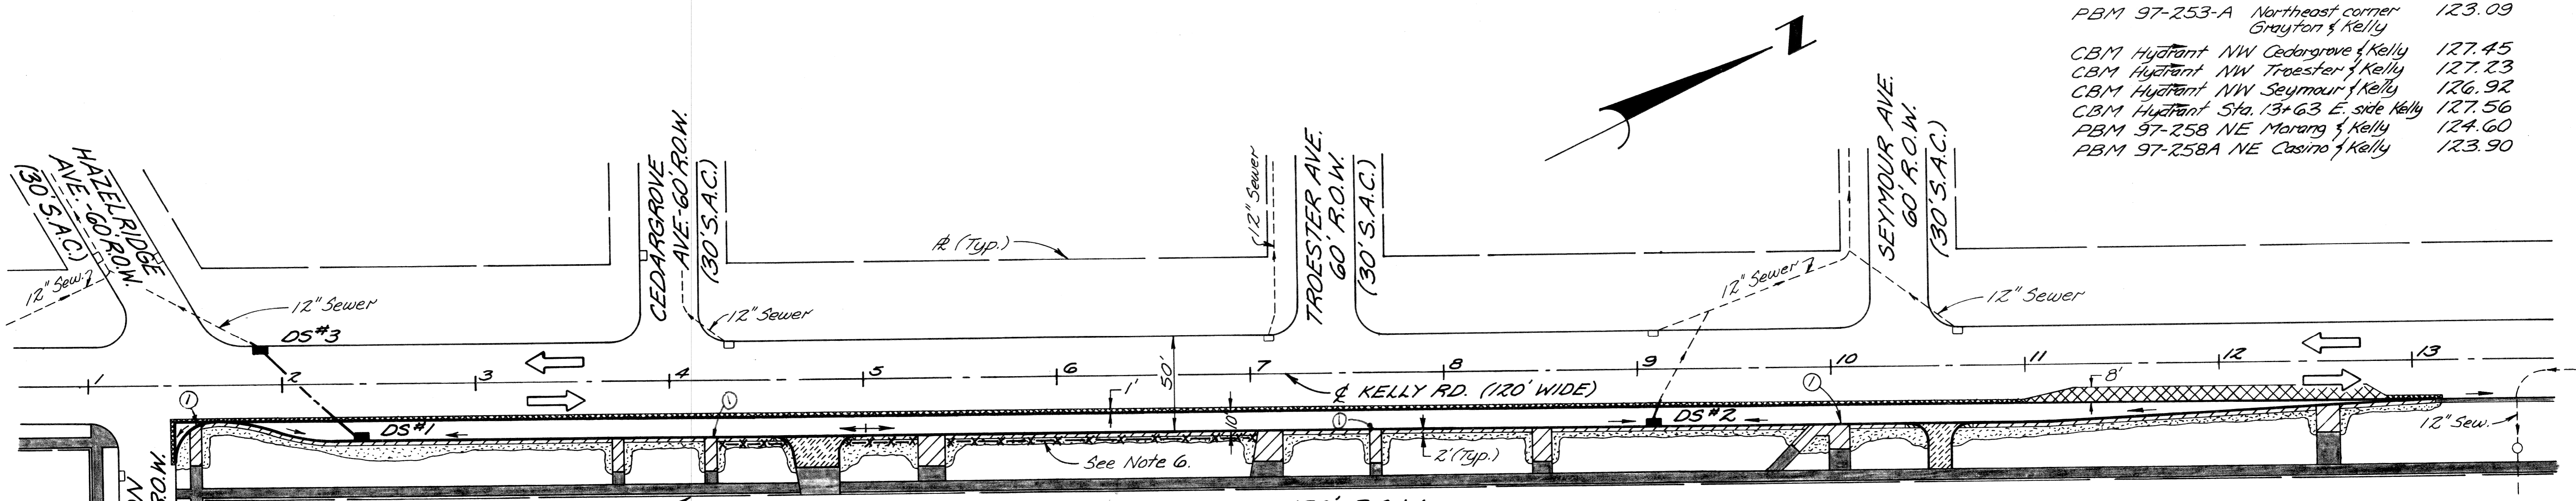 PBM 97-253-A Northeast corner 123.09
Grayton & Kelly
CBM Hydrant NW Cedargrove & Kelly 127.45
CBM Hydrant NW Troester & Kelly 127.23
CBM Hydrant NW Seymour & Kelly 126.92
CBM Hydrant Sta. 13+63 E. side Kelly 127.56
PBM 97-258 NE Morang & Kelly 124.60
PBM 97-258A NE Casino & Kelly 123.90
Z
HAZELRIDGE
AVE.-60' R.O.W.
(30' S.A.C.)
CEDARGROVE
AVE.-60' R.O.W.
(30' S.A.C.)
12" Sewer
TROESTER AVE.
60' R.O.W.
(30' S.A.C.)
SEYMOUR AVE.
60' R.O.W.
(30' S.A.C.)
PL (Typ.)
12" Sew.
12" Sewer
12" Sewer
12" Sewer
12" Sewer
DS#3
1 2 3 4 5 6 7 8 9 10 11 12 13
50'
1'
₵ KELLY RD. (120' WIDE)
8'
1
1
1
1
DS#1
10'
DS#2
2' (Typ.)
See Note 6.
12" Sew.
R.O.W.